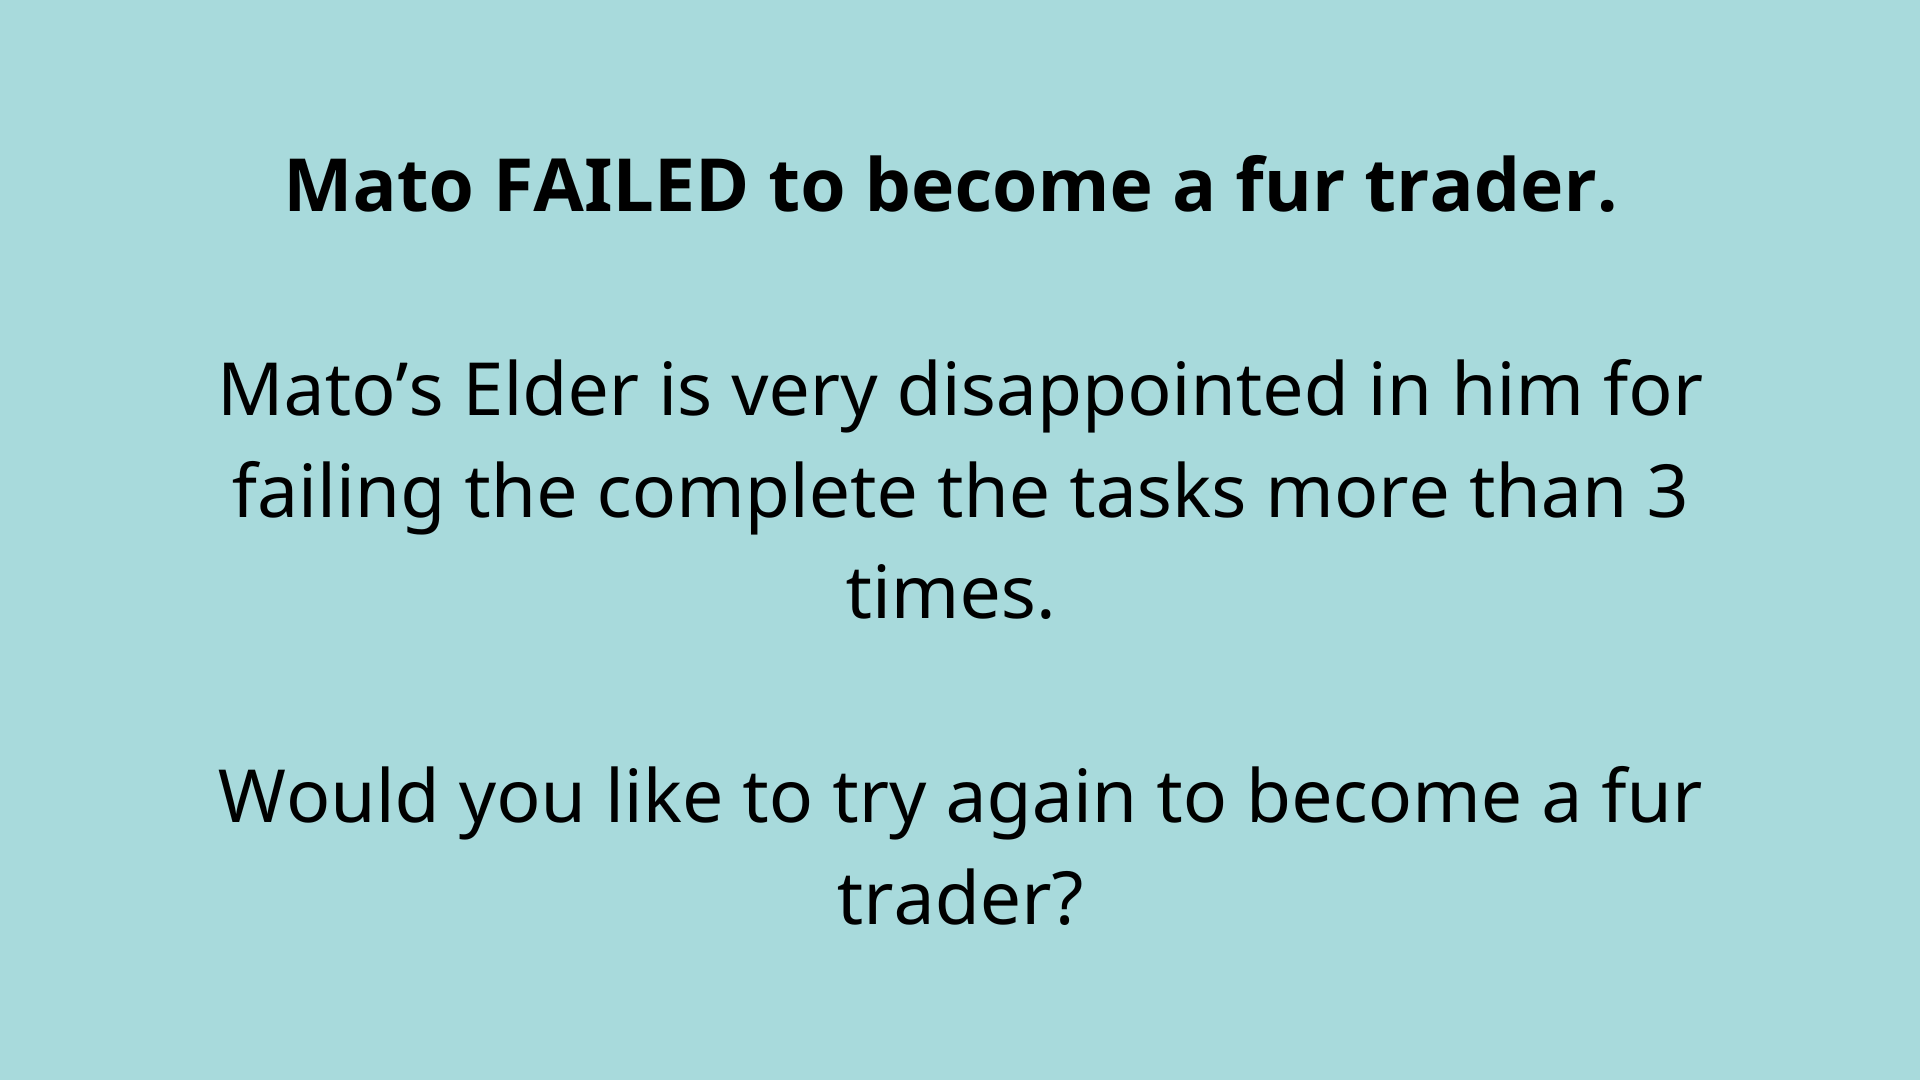 Mato FAILED to become a fur trader.
Mato’s Elder is very disappointed in him for
failing the complete the tasks more than 3
times.
Would you like to try again to become a fur
trader?